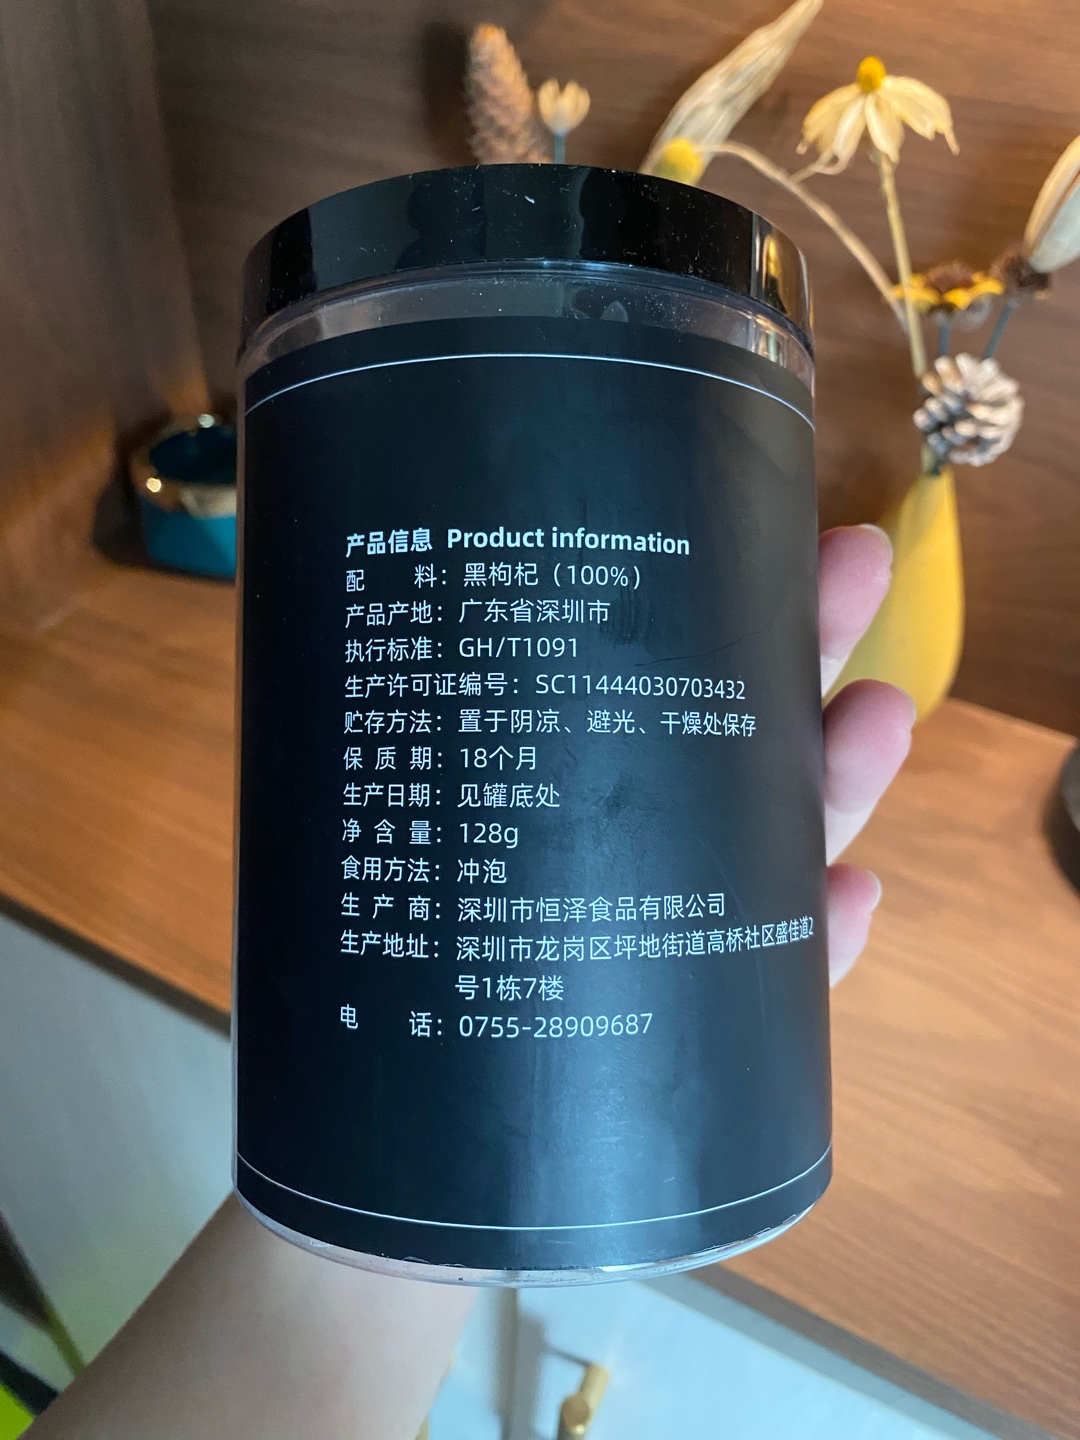 产品信息 Product information
配 料：黑枸杞（100%）
产品产地：广东省深圳市
执行标准：GH/T1091
生产许可证编号：SC11444030703432
贮存方法：置于阴凉、避光、干燥处保存
保 质 期：18个月
生产日期：见罐底处
净 含 量：128g
食用方法：冲泡
生 产 商：深圳市恒泽食品有限公司
生产地址：深圳市龙岗区坪地街道高桥社区盛佳道2
号1栋7楼
电 话：0755-28909687